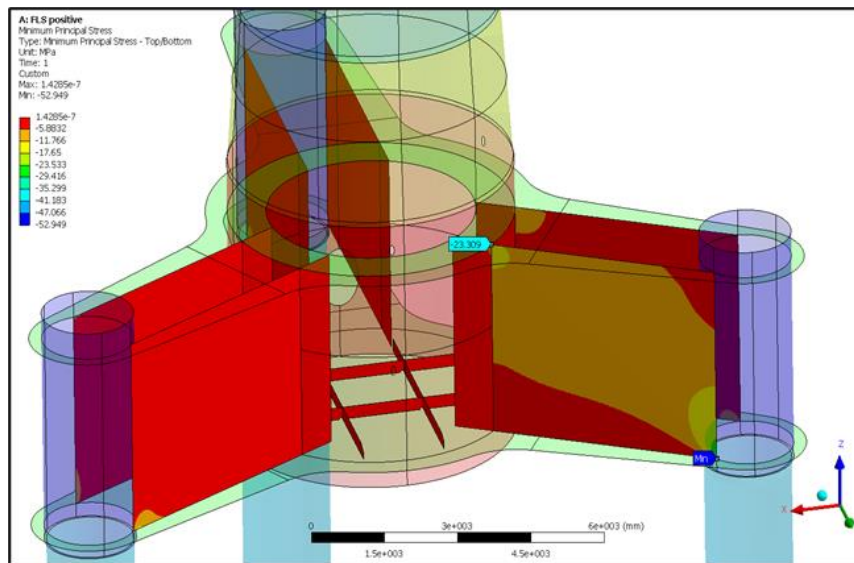 A: FLS positive
Minimum Principal Stress
Type: Minimum Principal Stress - Top/Bottom
Unit: MPa
Time: 1
Custom
Max: 1.4285e-7
Min: -52.949
1.4285e-7
-5.8832
-11.766
-17.65
-23.533
-29.416
-35.299
-41.183
-47.066
-52.949
-23.309
Min
Z
X
0 3e+003 6e+003 (mm)
1.5e+003 4.5e+003